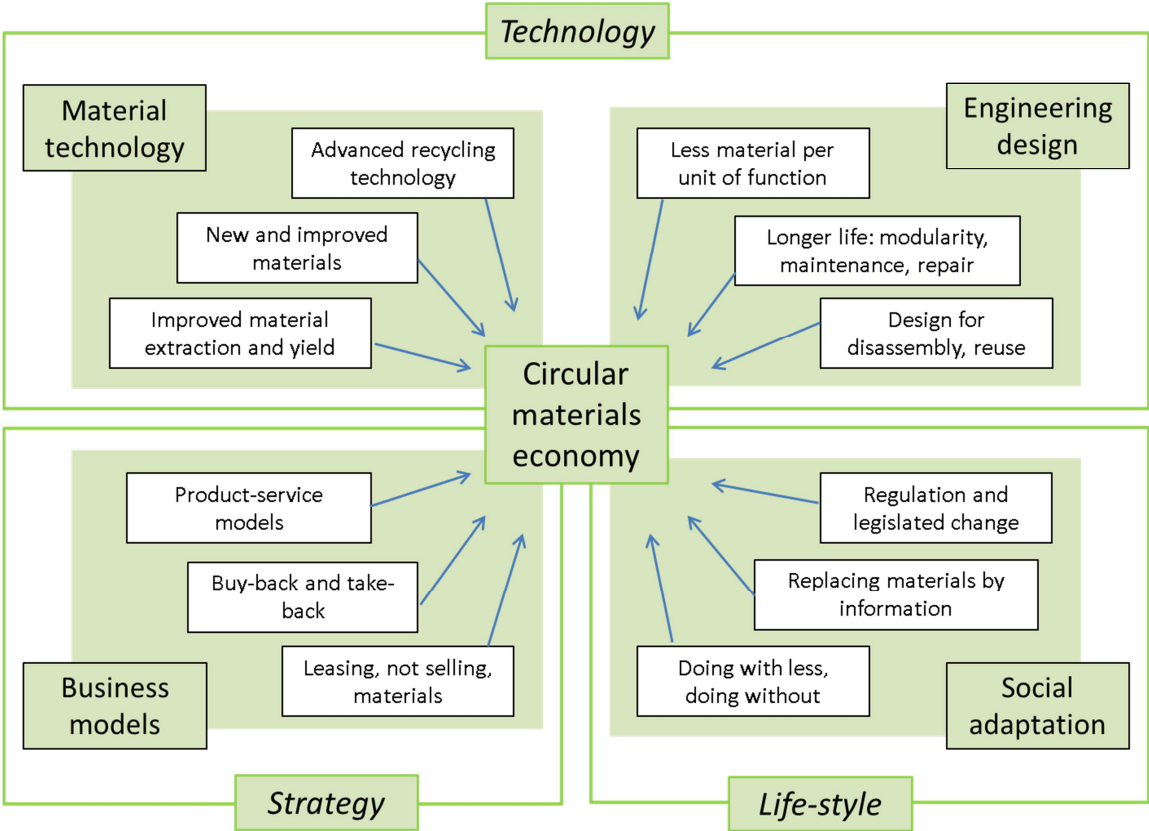 Technology
Material
technology
Advanced recycling
technology
New and improved
materials
Improved material
extraction and yield
Engineering
design
Less material per
unit of function
Longer life: modularity,
maintenance, repair
Design for
disassembly, reuse
Circular
materials
economy
Product-service
models
Buy-back and take-
back
Leasing, not selling,
materials
Business
models
Strategy
Regulation and
legislated change
Replacing materials by
information
Doing with less,
doing without
Social
adaptation
Life-style